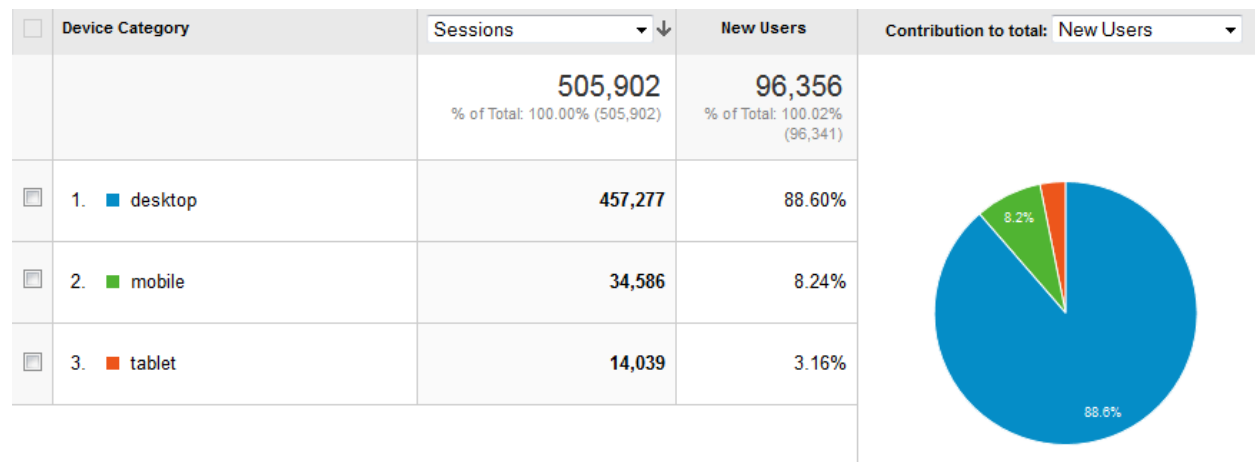 Device Category Sessions New Users Contribution to total: New Users
505,902 96,356
% of Total: 100.00% (505,902) % of Total: 100.02%
(96,341)
1. desktop 457,277 88.60%
2. mobile 34,586 8.24%
3. tablet 14,039 3.16%
8.2%
88.6%